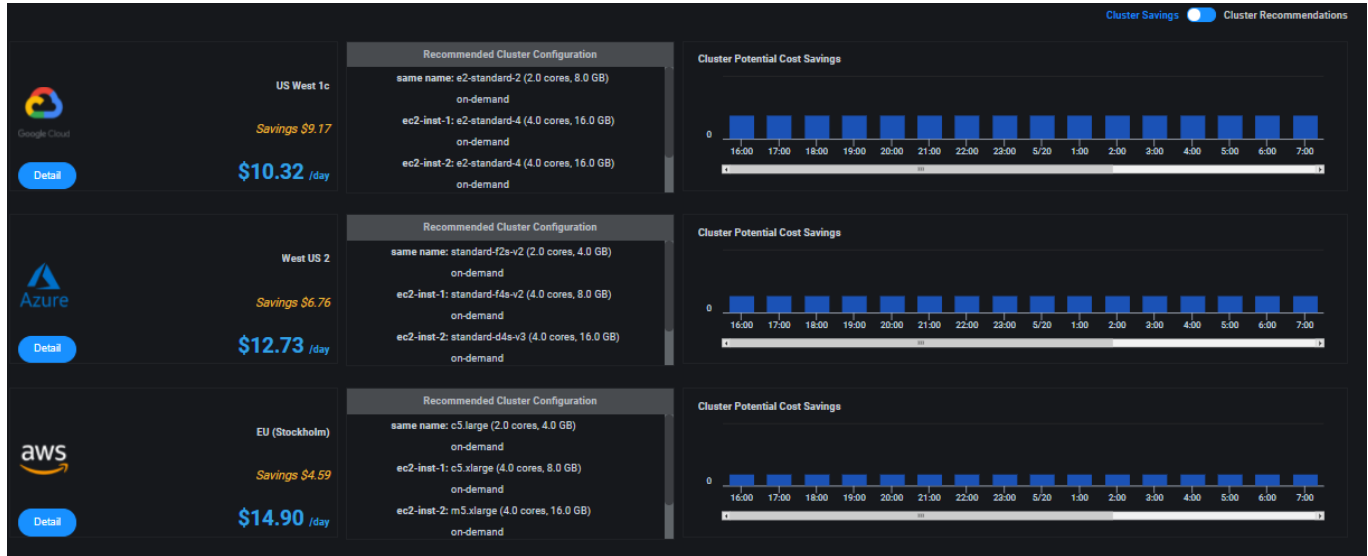 Cluster Savings Cluster Recommendations
Google Cloud
US West 1c
Savings $9.17
Detail
$10.32 /day
Recommended Cluster Configuration
same name: e2-standard-2 (2.0 cores, 8.0 GB)
on-demand
ec2-inst-1: e2-standard-4 (4.0 cores, 16.0 GB)
on-demand
ec2-inst-2: e2-standard-4 (4.0 cores, 16.0 GB)
on-demand
Cluster Potential Cost Savings
0
16:00 17:00 18:00 19:00 20:00 21:00 22:00 23:00 5/20 1:00 2:00 3:00 4:00 5:00 6:00 7:00
Azure
West US 2
Savings $6.76
Detail
$12.73 /day
Recommended Cluster Configuration
same name: standard-f2s-v2 (2.0 cores, 4.0 GB)
on-demand
ec2-inst-1: standard-f4s-v2 (4.0 cores, 8.0 GB)
on-demand
ec2-inst-2: standard-d4s-v3 (4.0 cores, 16.0 GB)
on-demand
Cluster Potential Cost Savings
0
16:00 17:00 18:00 19:00 20:00 21:00 22:00 23:00 5/20 1:00 2:00 3:00 4:00 5:00 6:00 7:00
aws
EU (Stockholm)
Savings $4.59
Detail
$14.90 /day
Recommended Cluster Configuration
same name: c5.large (2.0 cores, 4.0 GB)
on-demand
ec2-inst-1: c5.xlarge (4.0 cores, 8.0 GB)
on-demand
ec2-inst-2: m5.xlarge (4.0 cores, 16.0 GB)
on-demand
Cluster Potential Cost Savings
0
16:00 17:00 18:00 19:00 20:00 21:00 22:00 23:00 5/20 1:00 2:00 3:00 4:00 5:00 6:00 7:00